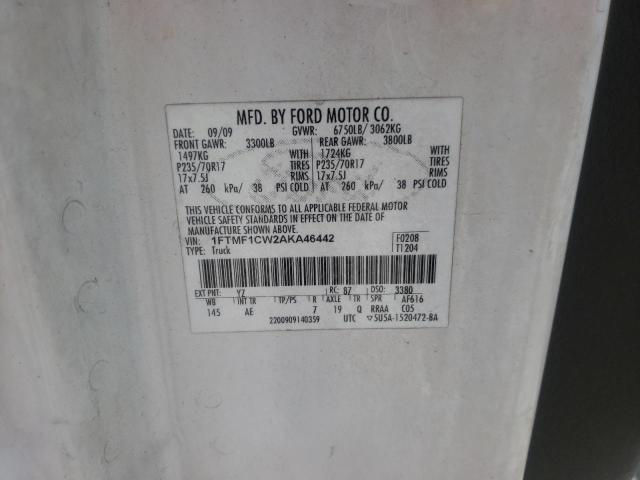 MFD. BY FORD MOTOR CO.
DATE: 09/09 GVWR: 6750LB/ 3062KG
FRONT GAWR: 3300LB REAR GAWR: 3800LB
1497KG WITH 1724KG WITH
P235/70R17 TIRES P235/70R17 TIRES
17x7.5J RIMS 17x7.5J RIMS
AT 260 kPa/ 38 PSI COLD AT 260 kPa/ 38 PSI COLD
THIS VEHICLE CONFORMS TO ALL APPLICABLE FEDERAL MOTOR
VEHICLE SAFETY STANDARDS IN EFFECT ON THE DATE OF
MANUFACTURE SHOWN ABOVE.
VIN: 1FTMF1CW2AKA46442 F0208
TYPE: Truck T1204
EXT PNT: YZ RC: 87 DSO: 3380
WB INT TR TP/PS R AXLE TR SPR AF616
145 AE 7 19 Q RRAA C05
2200909140359 UTC ▽5U5A-1520472-BA